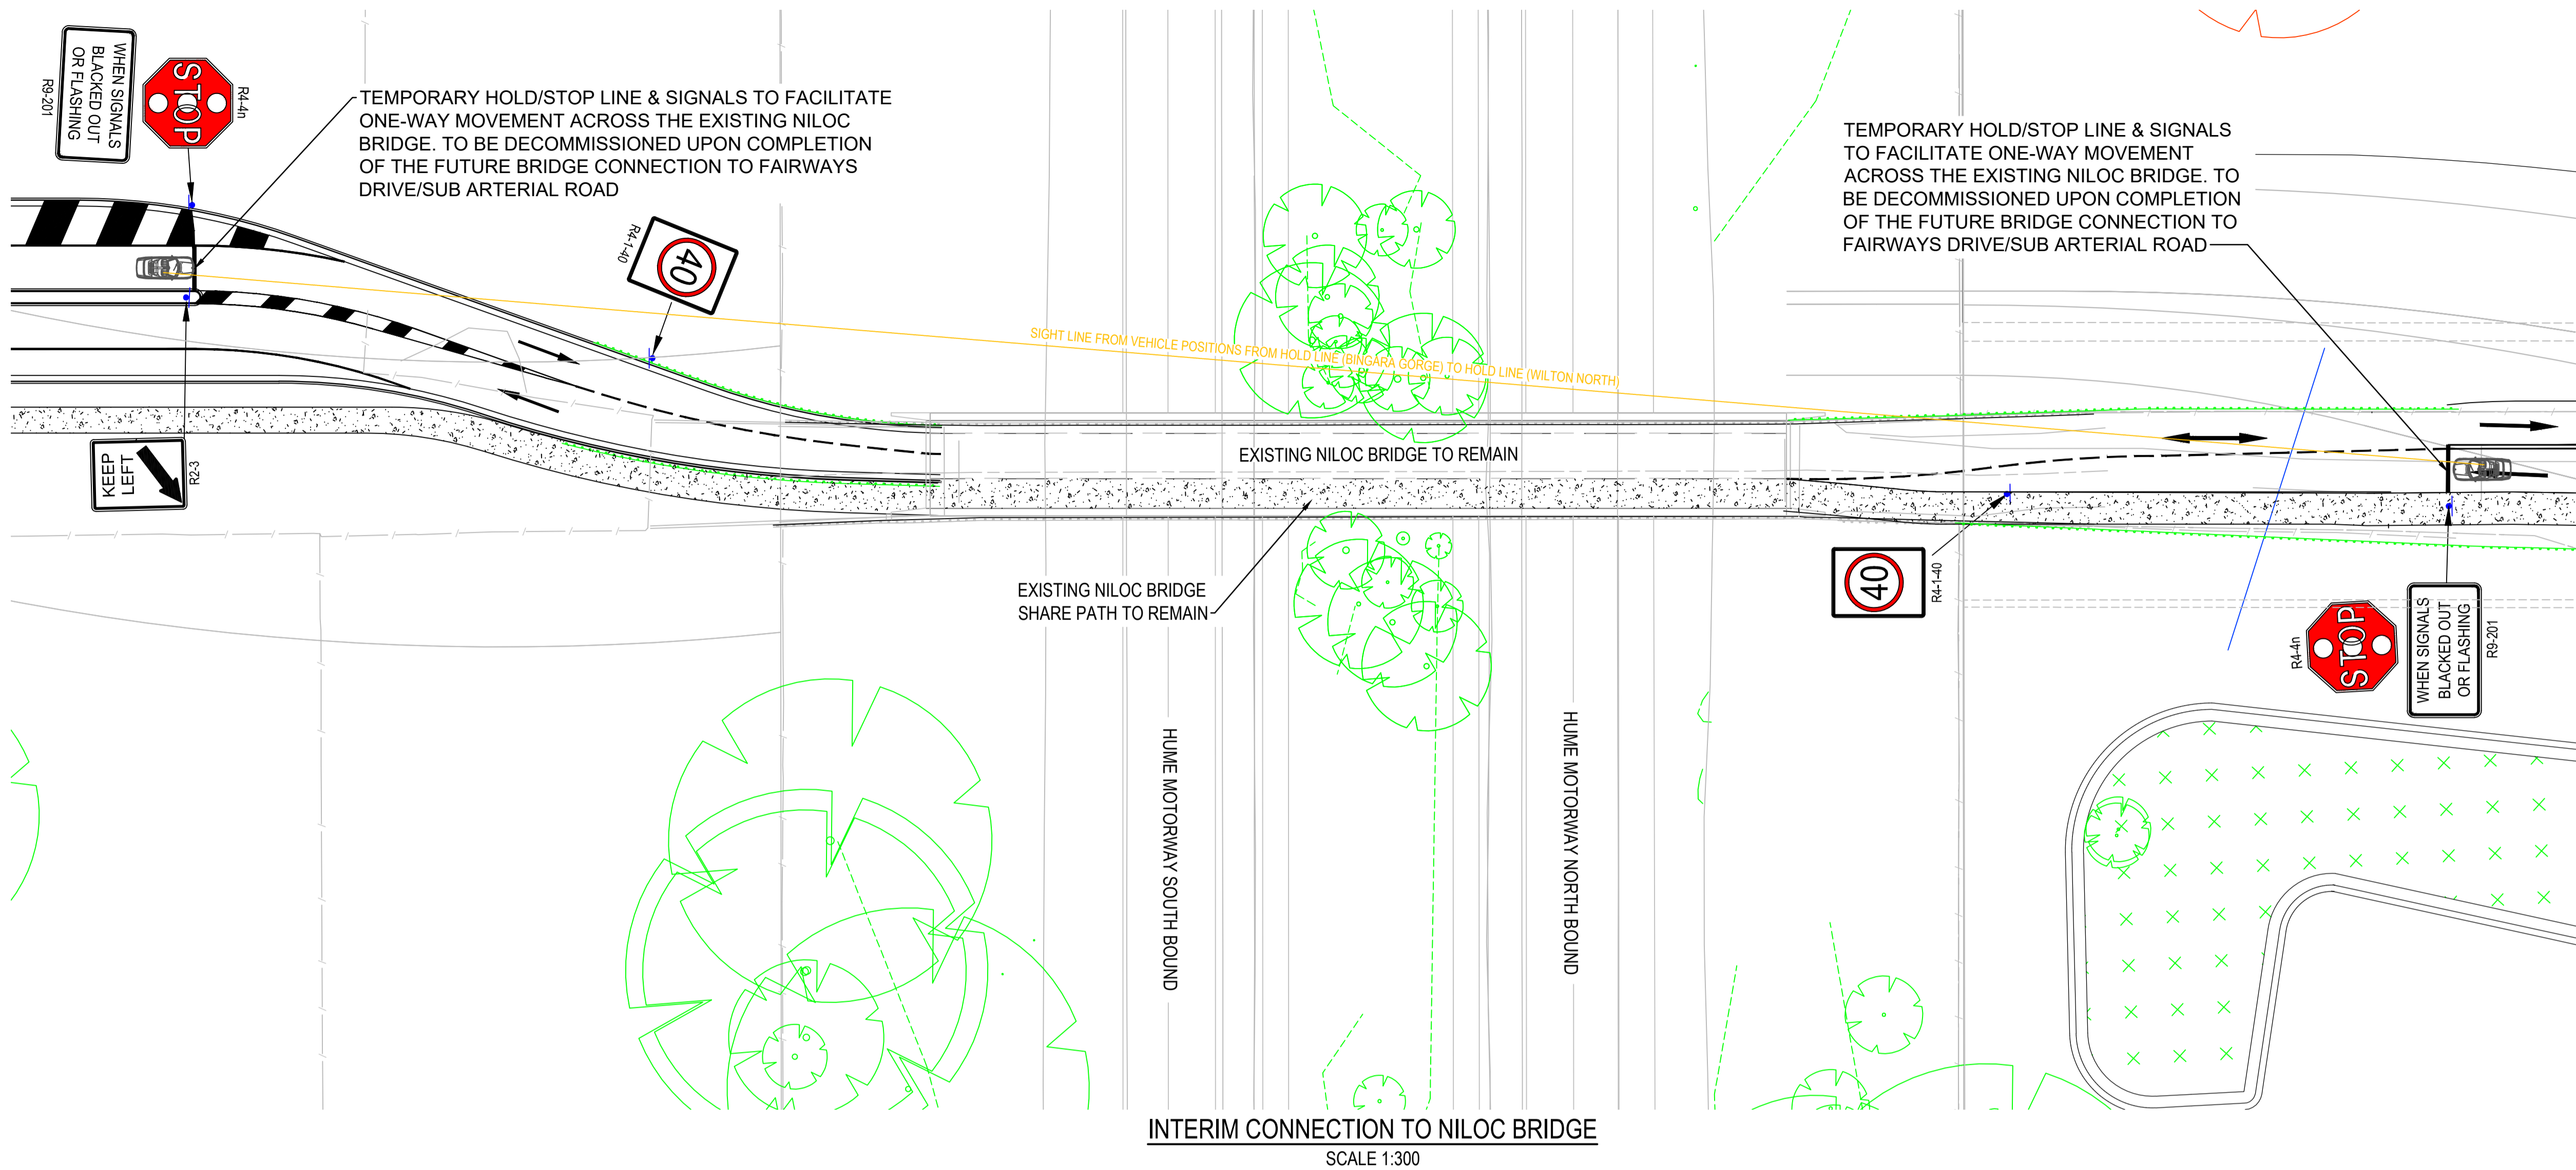 WHEN SIGNALS
BLACKED OUT
OR FLASHING
R9-201
STOP
R4-4n
TEMPORARY HOLD/STOP LINE & SIGNALS TO FACILITATE
ONE-WAY MOVEMENT ACROSS THE EXISTING NILOC
BRIDGE. TO BE DECOMMISSIONED UPON COMPLETION
OF THE FUTURE BRIDGE CONNECTION TO FAIRWAYS
DRIVE/SUB ARTERIAL ROAD
R4-1-40
40
TEMPORARY HOLD/STOP LINE & SIGNALS
TO FACILITATE ONE-WAY MOVEMENT
ACROSS THE EXISTING NILOC BRIDGE. TO
BE DECOMMISSIONED UPON COMPLETION
OF THE FUTURE BRIDGE CONNECTION TO
FAIRWAYS DRIVE/SUB ARTERIAL ROAD
SIGHT LINE FROM VEHICLE POSITIONS FROM HOLD LINE (BINGARA GORGE) TO HOLD LINE (WILTON NORTH)
EXISTING NILOC BRIDGE TO REMAIN
KEEP
LEFT
R2-3
EXISTING NILOC BRIDGE
SHARE PATH TO REMAIN
40
R4-1-40
R4-4n
STOP
WHEN SIGNALS
BLACKED OUT
OR FLASHING
R9-201
HUME MOTORWAY SOUTH BOUND
HUME MOTORWAY NORTH BOUND
INTERIM CONNECTION TO NILOC BRIDGE
SCALE 1:300